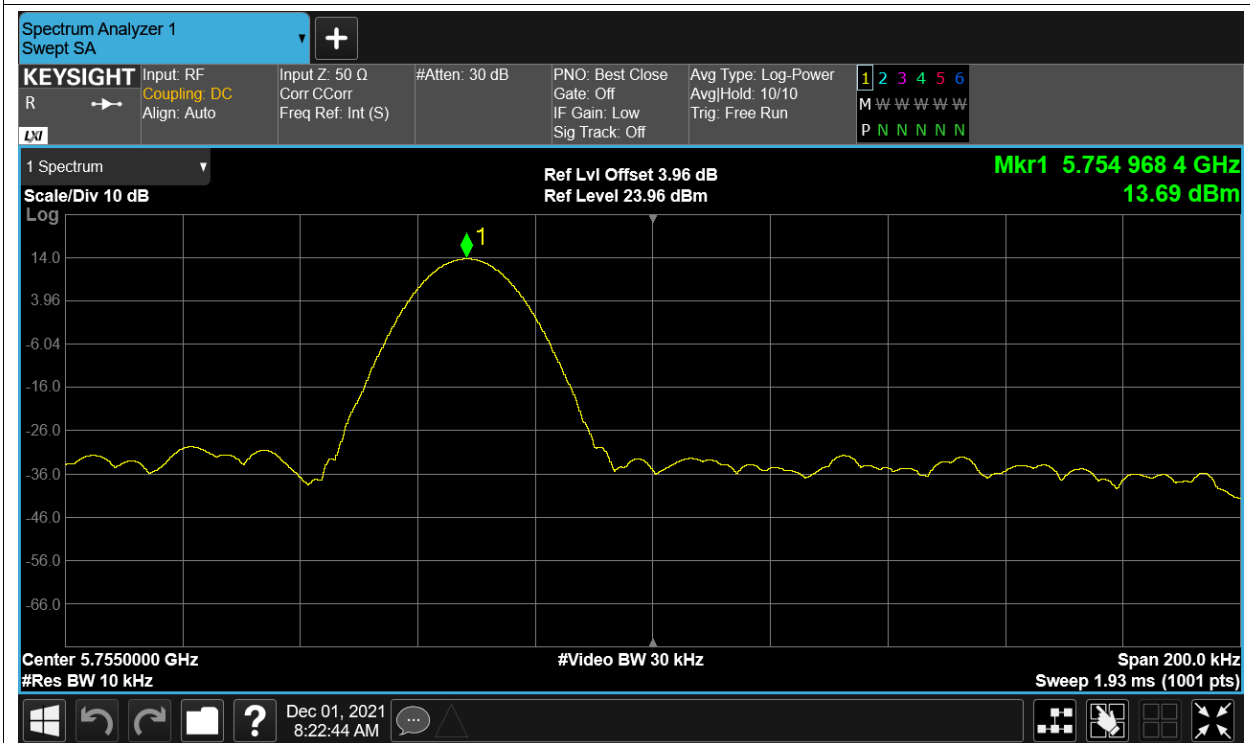 Spectrum Analyzer 1
Swept SA
KEYSIGHT
R
LXI
Input: RF
Coupling: DC
Align: Auto
Input Z: 50 Ω
Corr CCorr
Freq Ref: Int (S)
#Atten: 30 dB
PNO: Best Close
Gate: Off
IF Gain: Low
Sig Track: Off
Avg Type: Log-Power
Avg|Hold: 10/10
Trig: Free Run
1 2 3 4 5 6
M W W W W W
P N N N N N
1 Spectrum
Scale/Div 10 dB
Log
Ref Lvl Offset 3.96 dB
Ref Level 23.96 dBm
Mkr1 5.754 968 4 GHz
13.69 dBm
1
14.0
3.96
-6.04
-16.0
-26.0
-36.0
-46.0
-56.0
-66.0
Center 5.7550000 GHz
#Res BW 10 kHz
#Video BW 30 kHz
Span 200.0 kHz
Sweep 1.93 ms (1001 pts)
?
Dec 01, 2021
8:22:44 AM